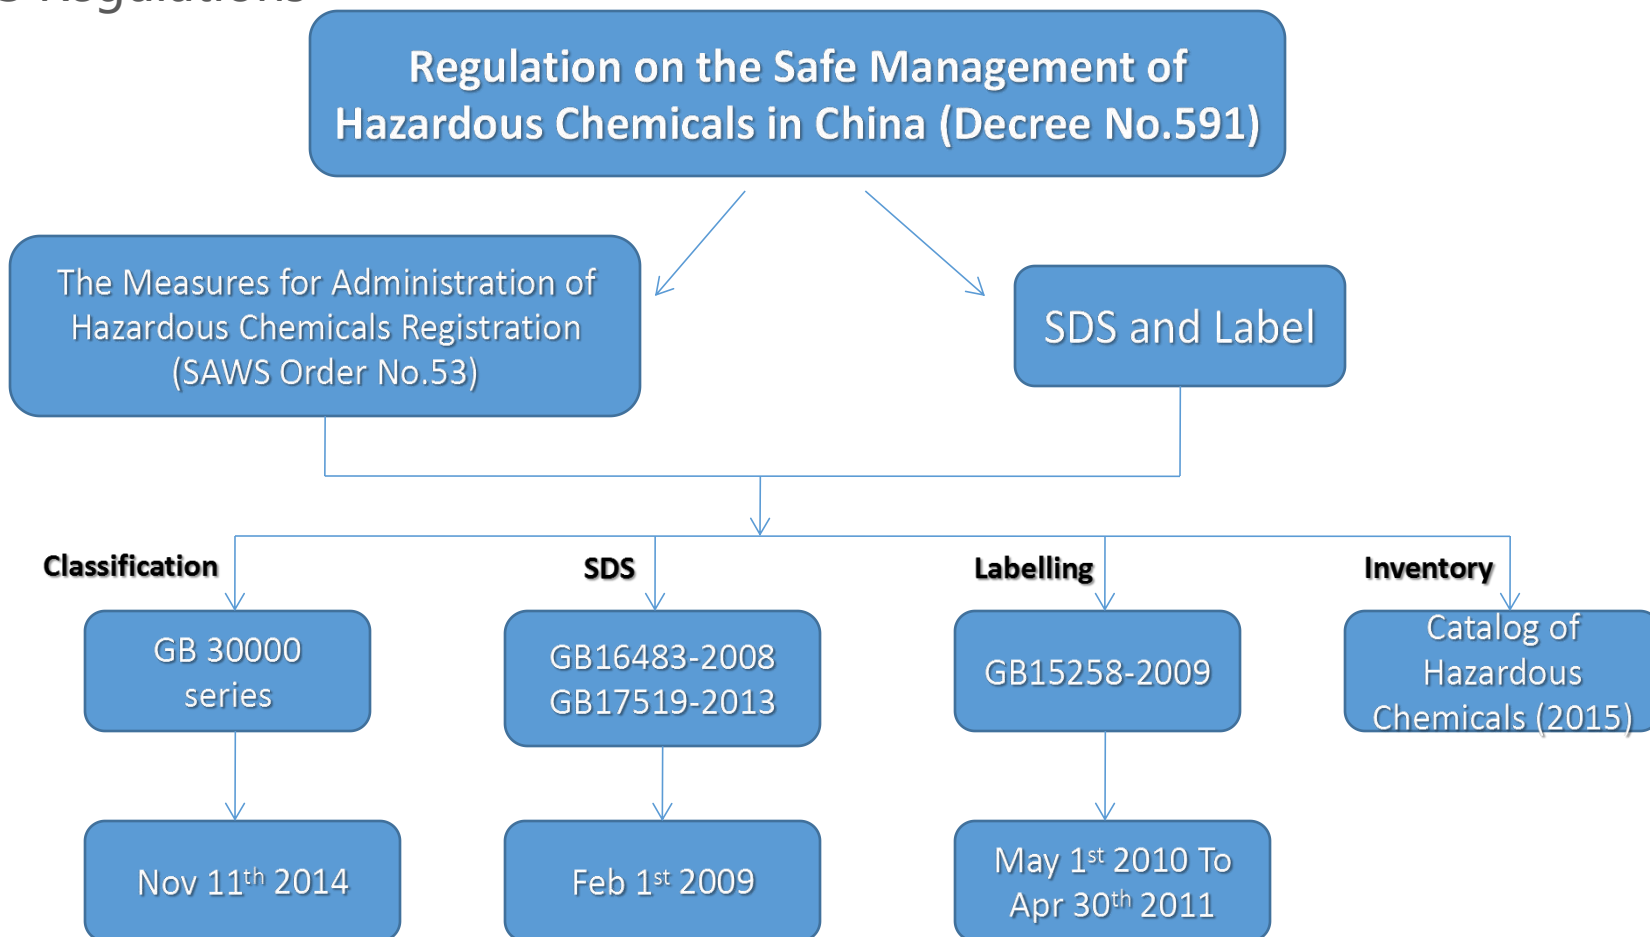 Regulations
Regulation on the Safe Management of
Hazardous Chemicals in China (Decree No.591)
The Measures for Administration of
Hazardous Chemicals Registration
(SAWS Order No.53)
SDS and Label
Classification
SDS
Labelling
Inventory
GB 30000
series
GB16483-2008
GB17519-2013
GB15258-2009
Catalog of
Hazardous
Chemicals (2015)
Nov 11th 2014
Feb 1st 2009
May 1st 2010 To
Apr 30th 2011